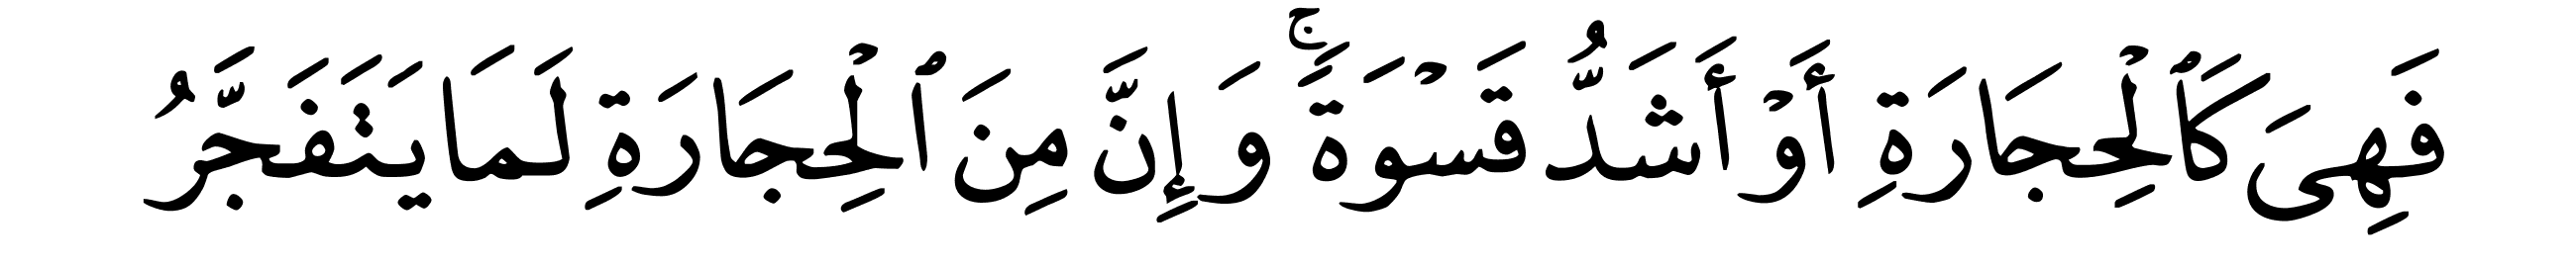 فَهِىَ كَٱلْحِجَارَةِ أَوْ أَشَدُّ قَسْوَةً ۚ وَإِنَّ مِنَ ٱلْحِجَارَةِ لَمَا يَتَفَجَّرُ